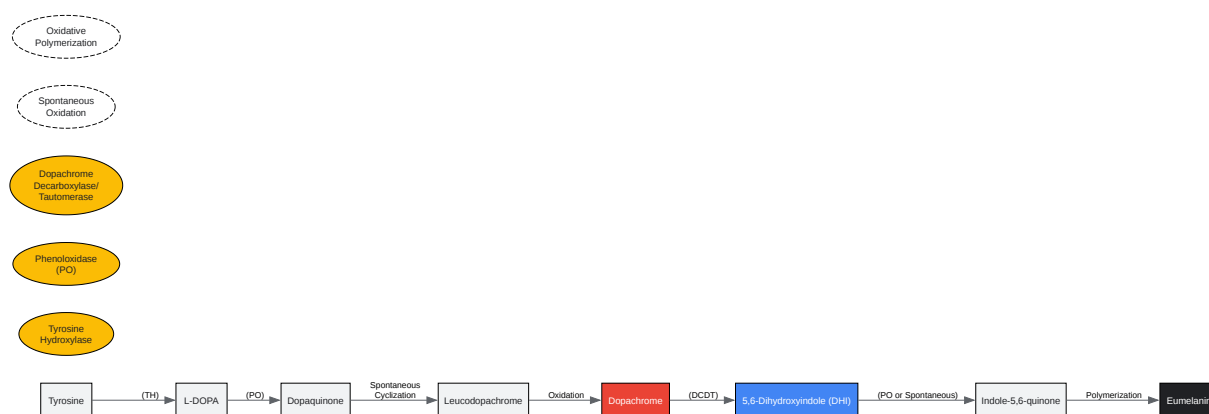 Oxidative
Polymerization
Spontaneous
Oxidation
Dopachrome
Decarboxylase/
Tautomerase
Phenoloxidase
(PO)
Tyrosine
Hydroxylase
Tyrosine
(TH)
L-DOPA
(PO)
Dopaquinone
Spontaneous
Cyclization
Leucodopachrome
Oxidation
Dopachrome
(DCDT)
5,6-Dihydroxyindole (DHI)
(PO or Spontaneous)
Indole-5,6-quinone
Polymerization
Eumelanin